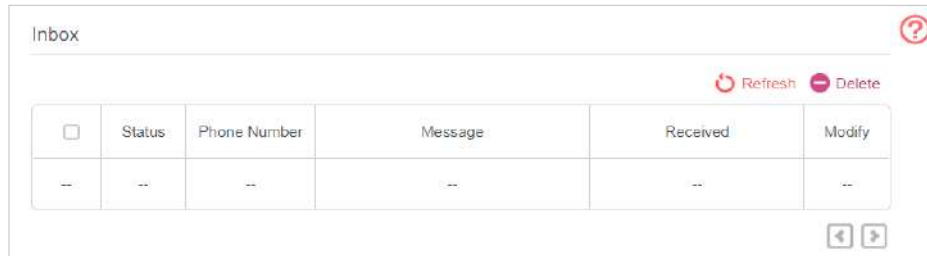 Inbox
?
Refresh Delete
Status Phone Number Message Received Modify
-- -- -- -- -- --